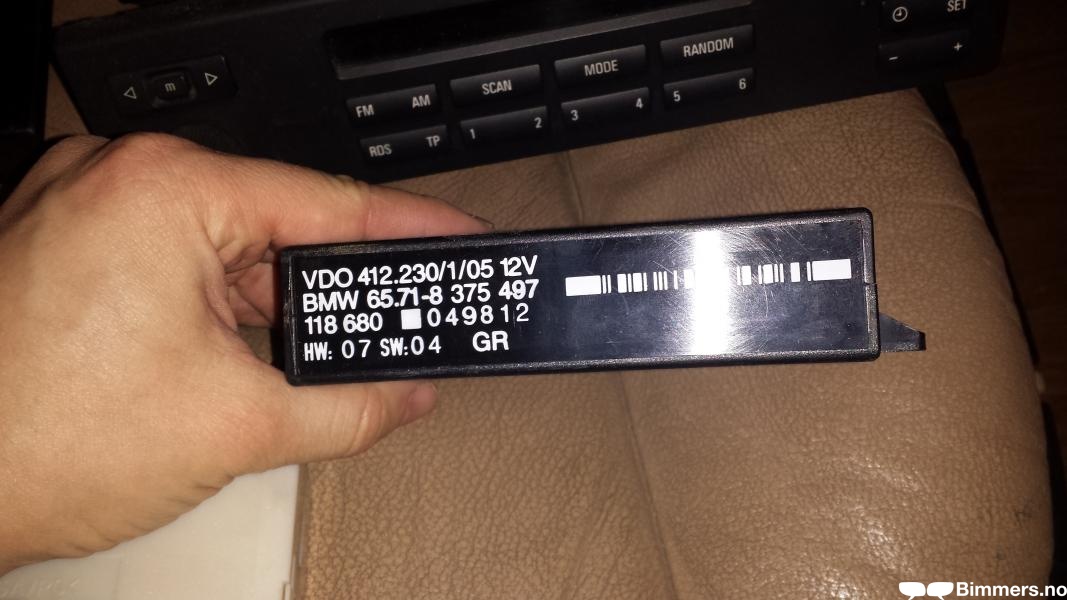 SET
- +
m
FM AM
SCAN
MODE
RANDOM
RDS TP
1 2
3 4
5 6
VDO 412.230/1/05 12V
BMW 65.71-8 375 497
118 680 049812
HW: 07 SW:04 GR
Bimmers.no